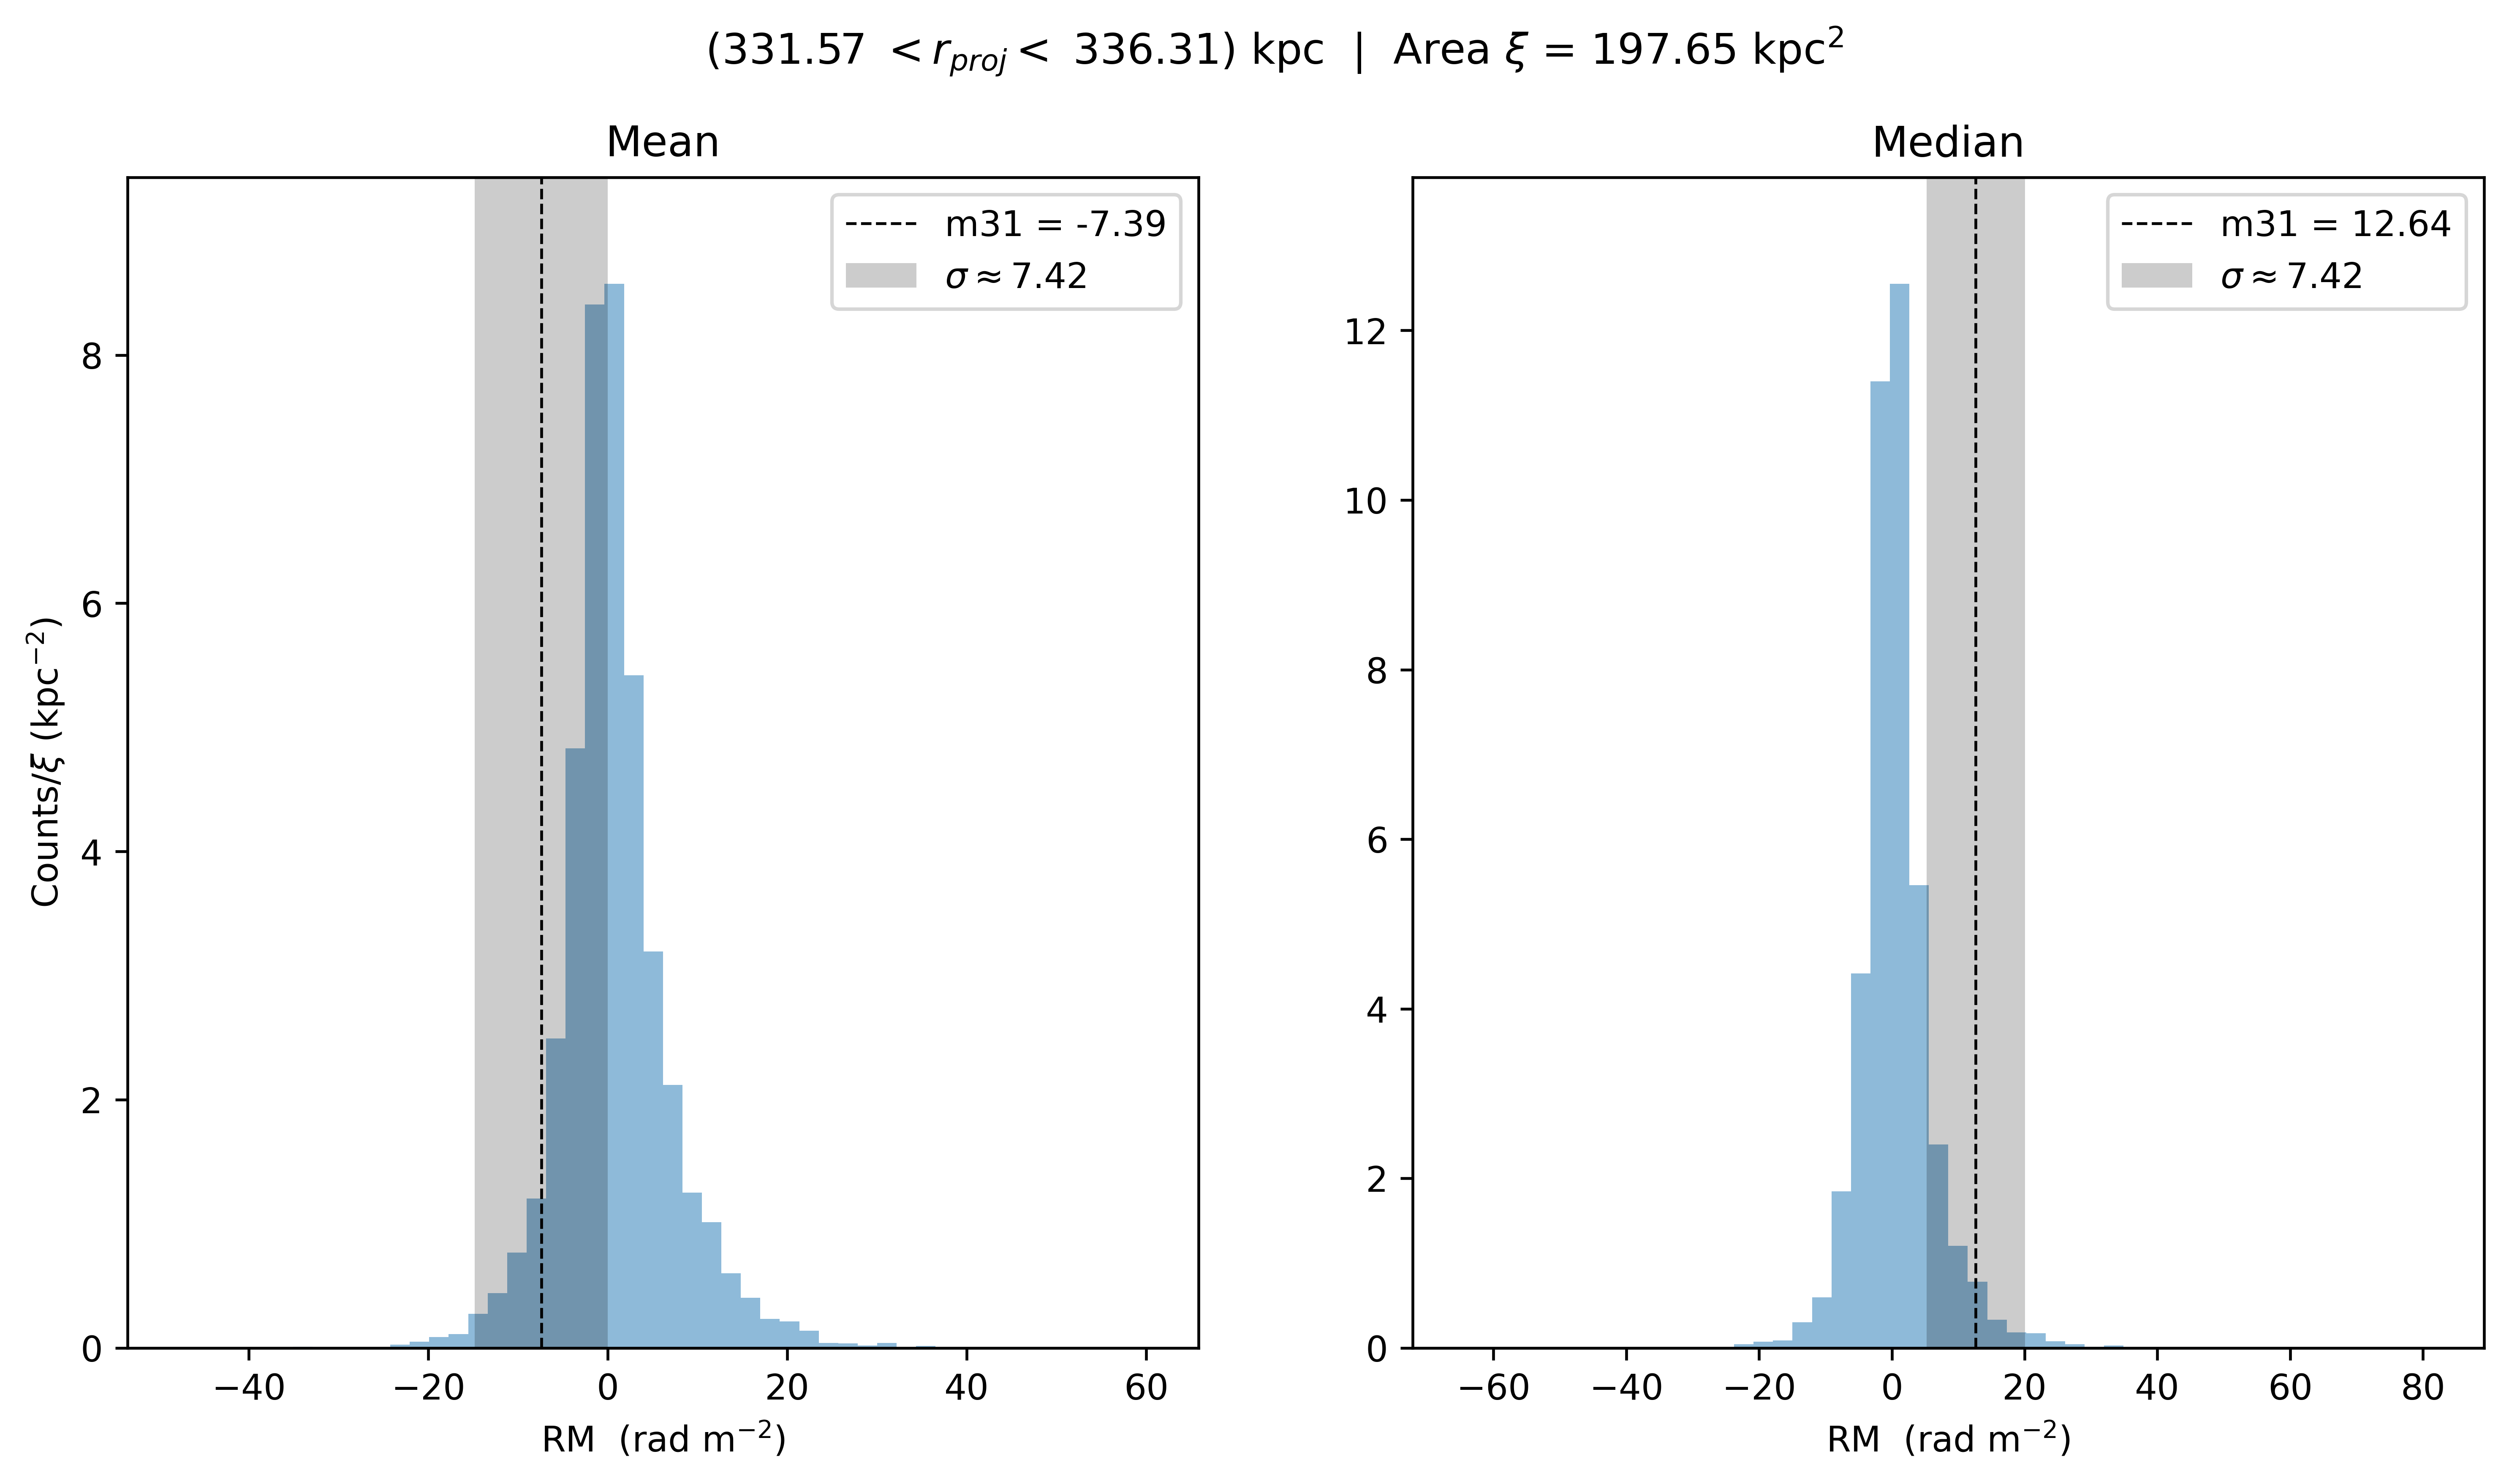 (331.57 < r_proj < 336.31) kpc | Area ξ = 197.65 kpc²
Mean
m31 = -7.39
σ ≈ 7.42
8
6
4
2
0
Counts/ξ (kpc⁻²)
−40 −20 0 20 40 60
RM (rad m⁻²)
Median
m31 = 12.64
σ ≈ 7.42
12
10
8
6
4
2
0
−60 −40 −20 0 20 40 60 80
RM (rad m⁻²)